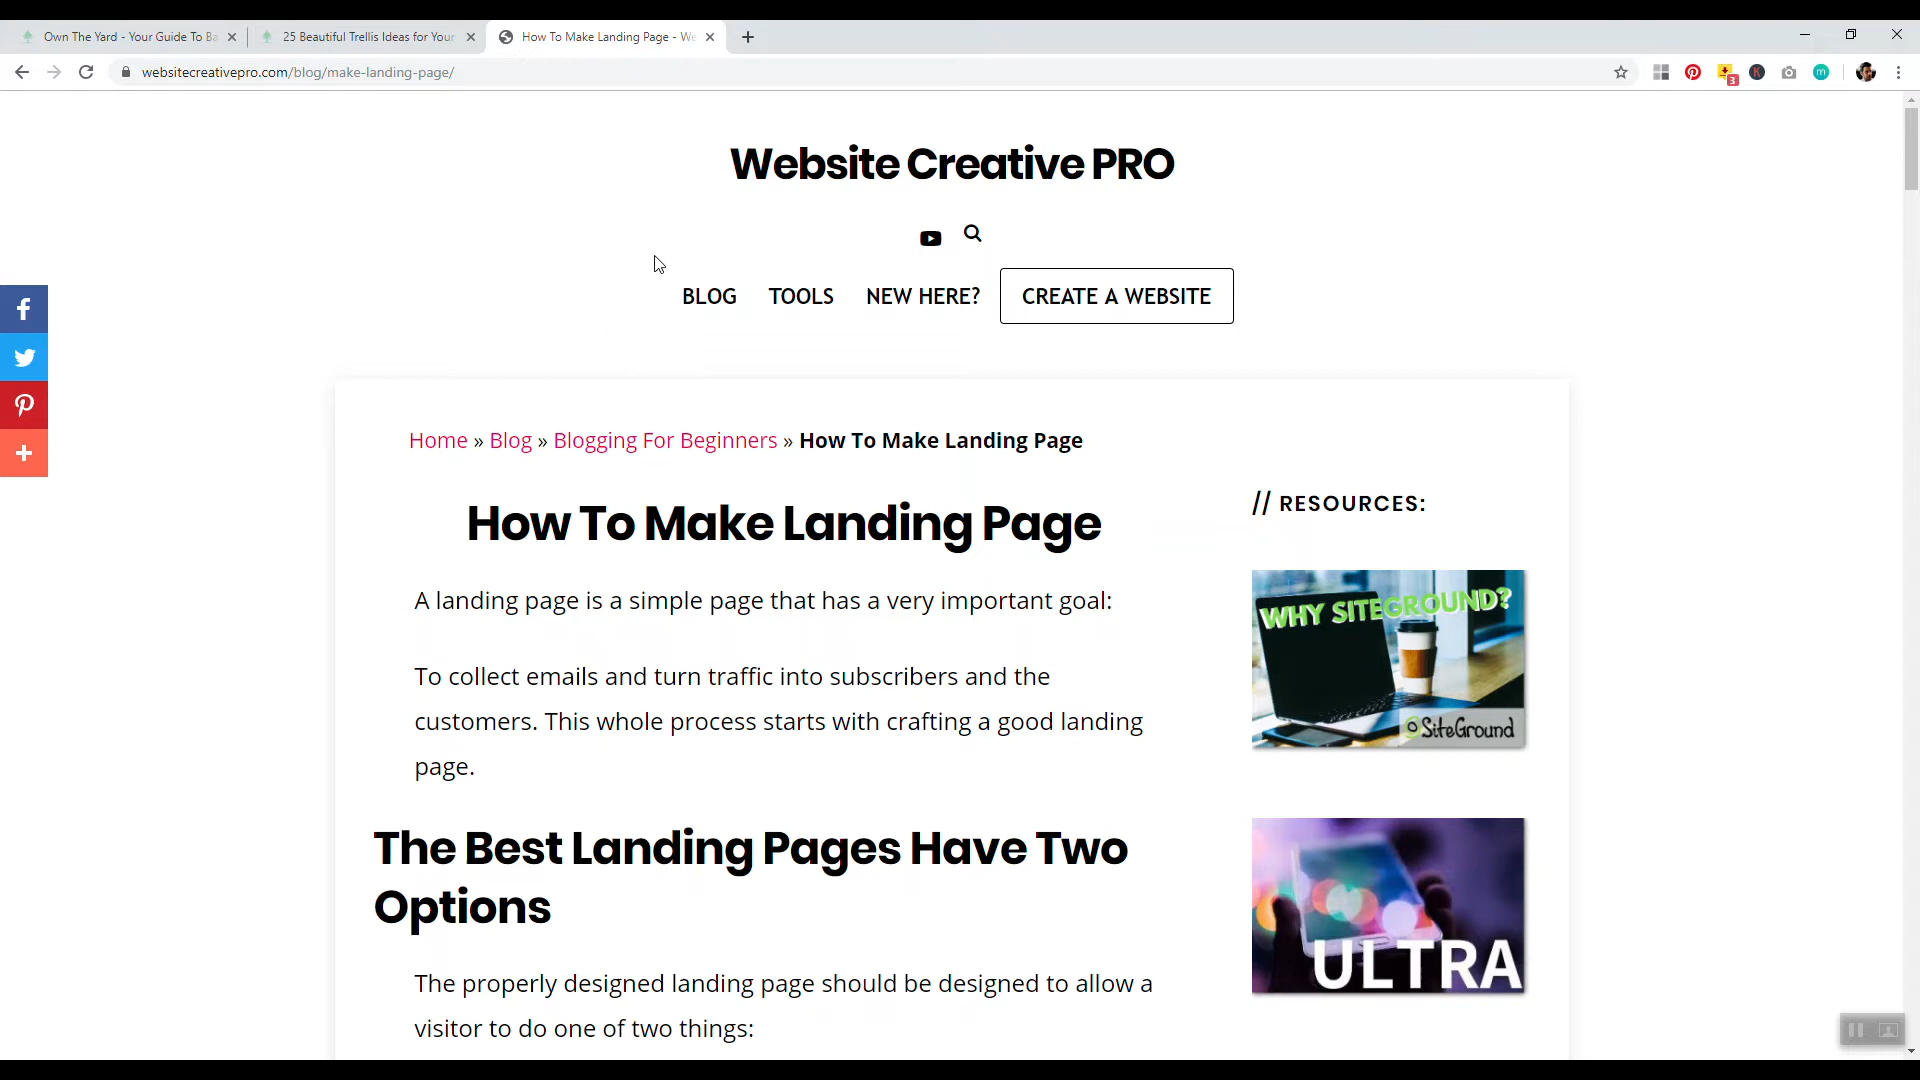 Own The Yard - Your Guide To Ba
25 Beautiful Trellis Ideas for Your
How To Make Landing Page - We
websitecreativepro.com/blog/make-landing-page/
3
K
m
Website Creative PRO
BLOG
TOOLS
NEW HERE?
CREATE A WEBSITE
Home » Blog » Blogging For Beginners » How To Make Landing Page
How To Make Landing Page
A landing page is a simple page that has a very important goal:
To collect emails and turn traffic into subscribers and the
customers. This whole process starts with crafting a good landing
page.
The Best Landing Pages Have Two
Options
The properly designed landing page should be designed to allow a
visitor to do one of two things:
// RESOURCES:
WHY SITEGROUND?
SiteGround
ULTRA